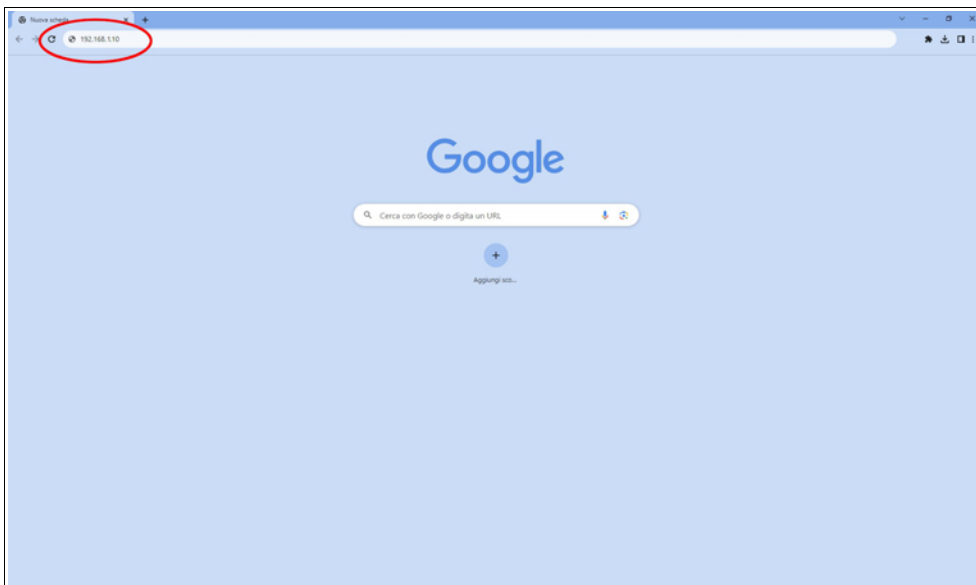 Nuova scheda
192.168.1.10
Google
Cerca con Google o digita un URL
Aggiungi sco...